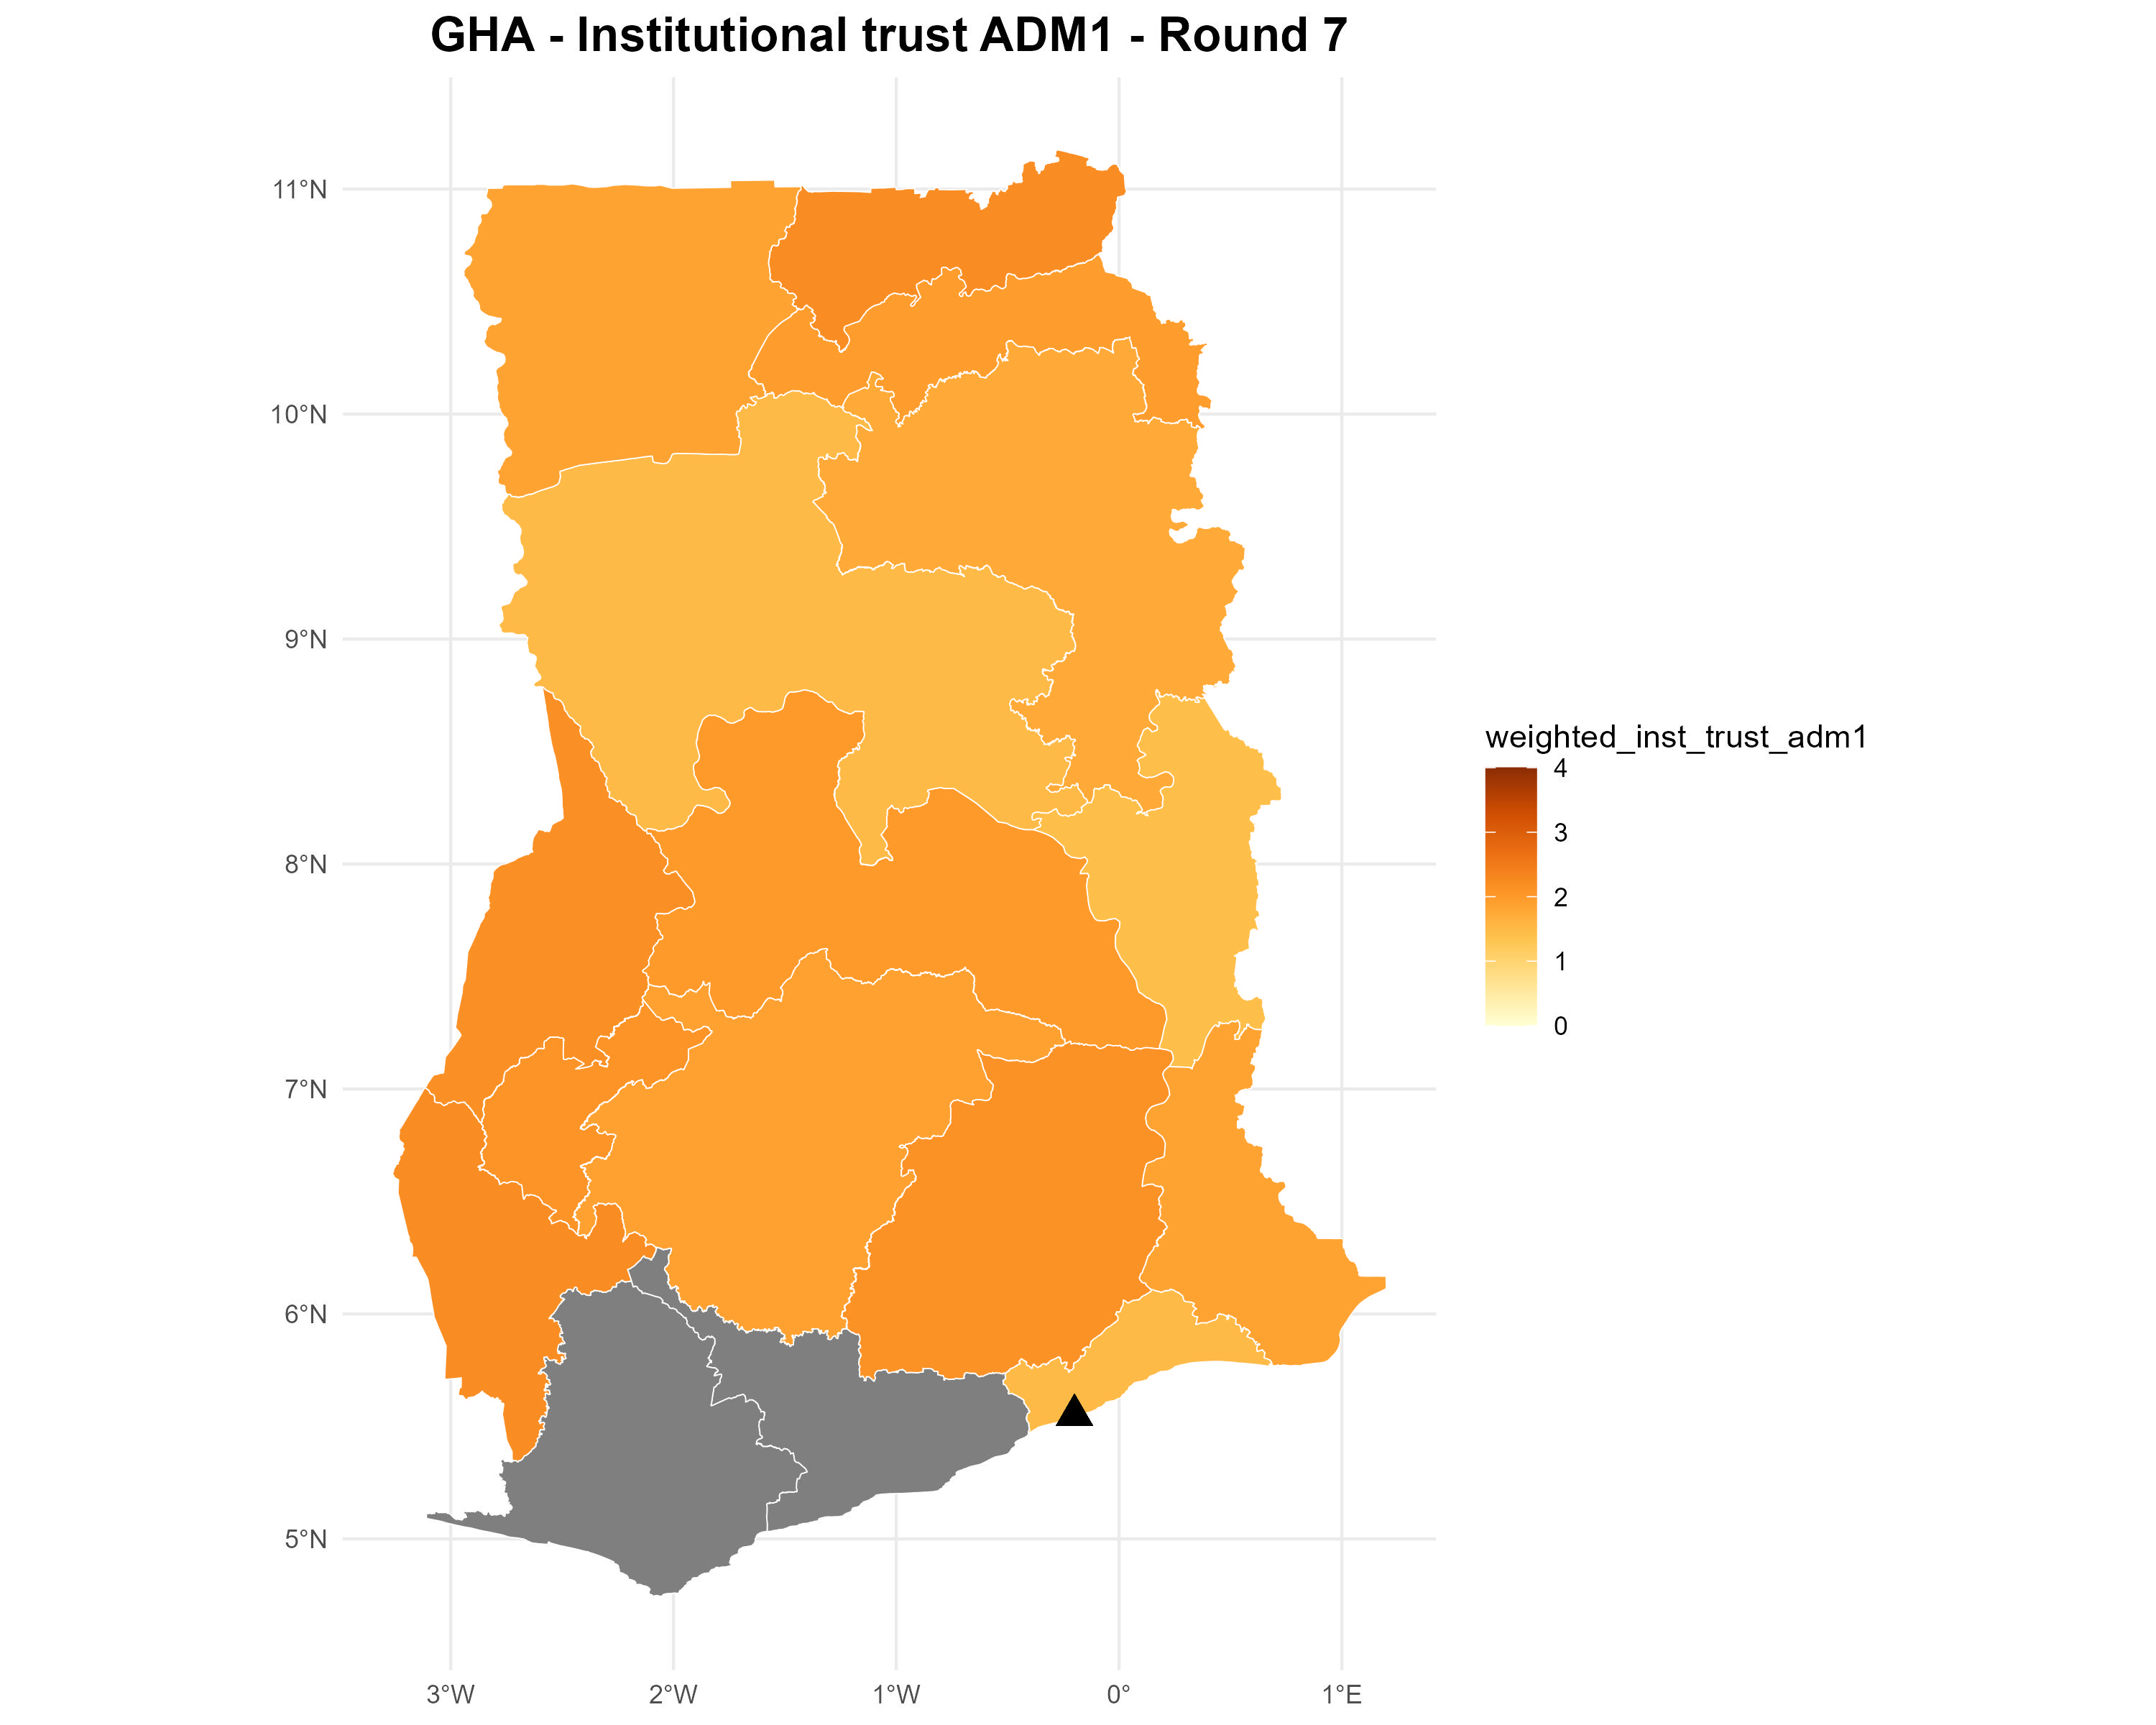 GHA - Institutional trust ADM1 - Round 7
11°N
10°N
9°N
8°N
7°N
6°N
5°N
3°W
2°W
1°W
0°
1°E
weighted_inst_trust_adm1
4
3
2
1
0